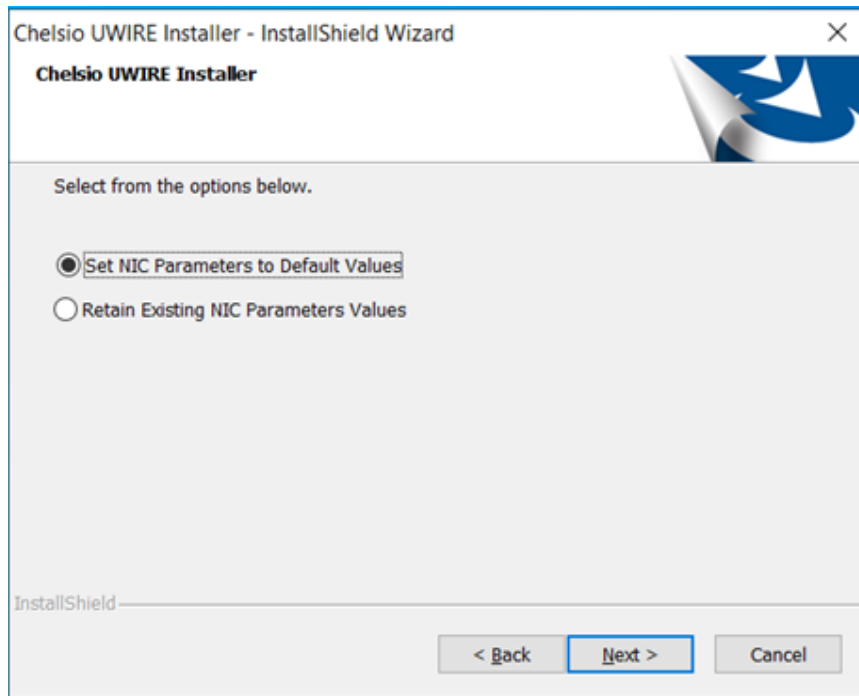 Chelsio UWIRE Installer - InstallShield Wizard
Chelsio UWIRE Installer
Select from the options below.
Set NIC Parameters to Default Values
Retain Existing NIC Parameters Values
InstallShield
< Back Next > Cancel